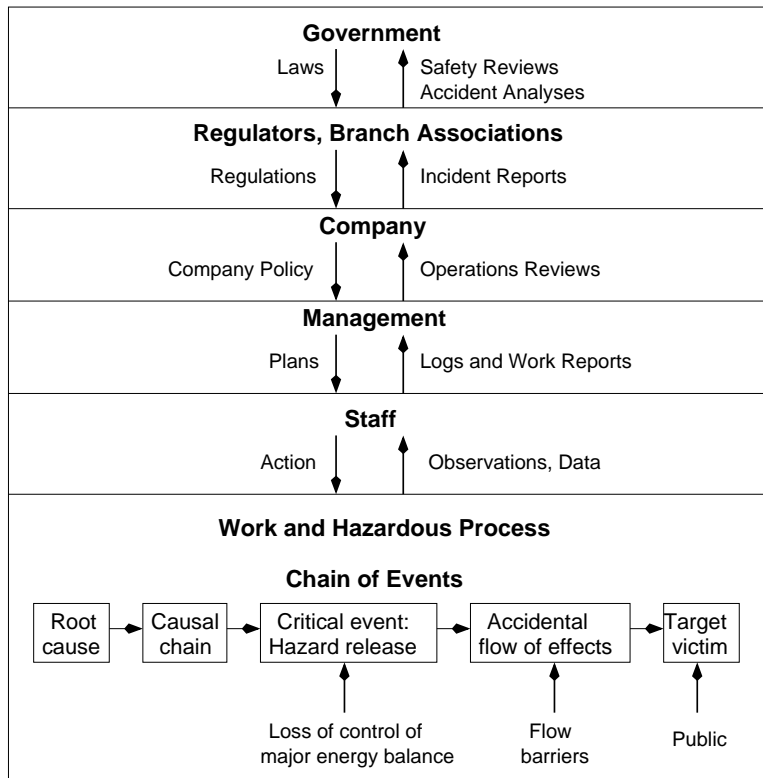 Government
Laws
Safety Reviews
Accident Analyses
Regulators, Branch Associations
Regulations
Incident Reports
Company
Company Policy
Operations Reviews
Management
Plans
Logs and Work Reports
Staff
Action
Observations, Data
Work and Hazardous Process
Chain of Events
Root
cause
Causal
chain
Critical event:
Hazard release
Accidental
flow of effects
Target
victim
Loss of control of
major energy balance
Flow
barriers
Public